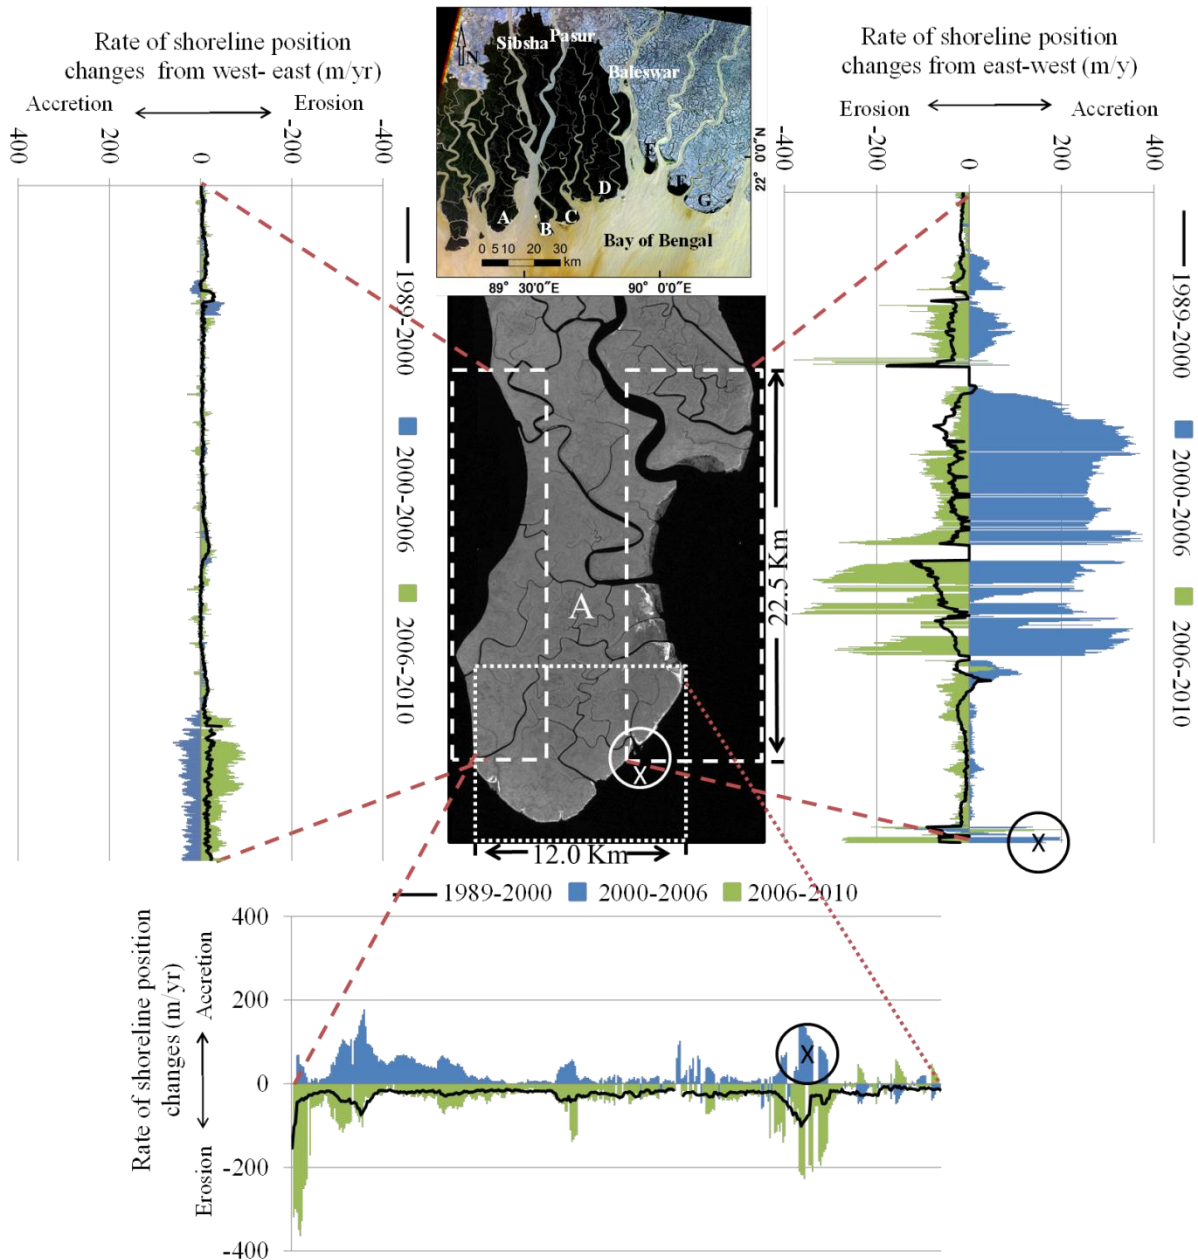 Rate of shoreline position
changes from west- east (m/yr)
Accretion
Erosion
400
200
0
-200
-400
1989-2000
2000-2006
2006-2010
N
Sibsha
Pasur
Baleswar
A
B
C
D
E
F
G
Bay of Bengal
0 5 10 20 30
km
22° 0'0"N
89° 30'0"E
90° 0'0"E
Rate of shoreline position
changes from east-west (m/y)
Erosion
Accretion
-400
-200
0
200
400
1989-2000
2000-2006
2006-2010
X
A
22.5 Km
X
12.0 Km
1989-2000
2000-2006
2006-2010
Rate of shoreline position
changes (m/yr)
Accretion
Erosion
400
200
0
-200
-400
X